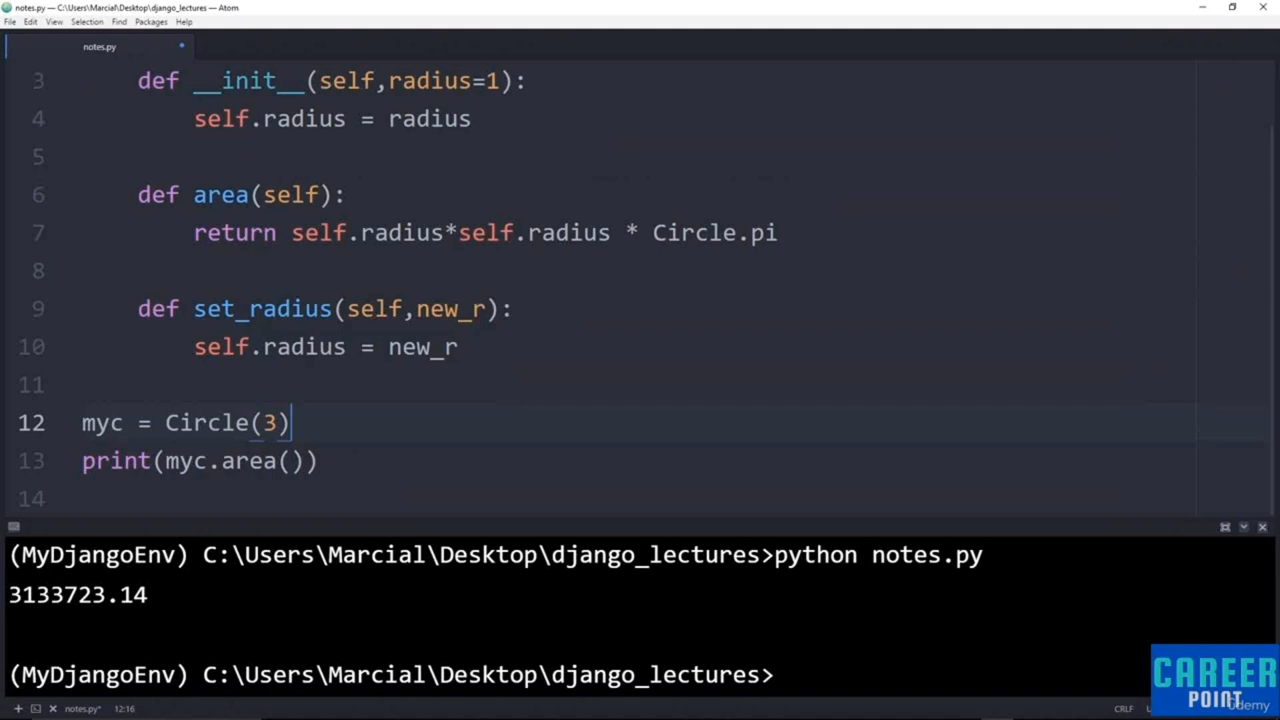 notes.py — C:\Users\Marcial\Desktop\django_lectures — Atom
File Edit View Selection Find Packages Help
notes.py
3 def __init__(self,radius=1):
4 self.radius = radius
5
6 def area(self):
7 return self.radius*self.radius * Circle.pi
8
9 def set_radius(self,new_r):
10 self.radius = new_r
11
12 myc = Circle(3)
13 print(myc.area())
14
(MyDjangoEnv) C:\Users\Marcial\Desktop\django_lectures>python notes.py
3133723.14
(MyDjangoEnv) C:\Users\Marcial\Desktop\django_lectures>
CAREER
POINT
Udemy
notes.py* 12:16 CRLF